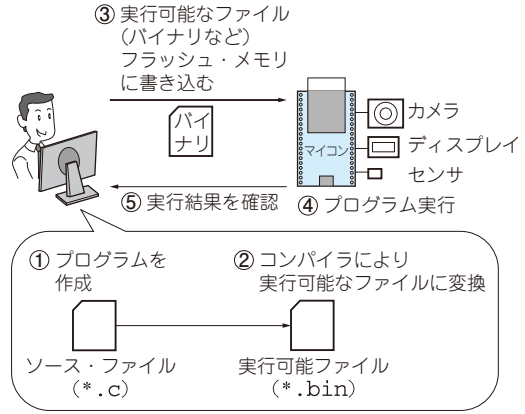 ③ 実行可能なファイル
(バイナリなど)
フラッシュ・メモリ
に書き込む
バイ
ナリ
マイコン
カメラ
ディスプレイ
センサ
⑤ 実行結果を確認
④ プログラム実行
① プログラムを
作成
② コンパイラにより
実行可能なファイルに変換
ソース・ファイル
(*.c)
実行可能ファイル
(*.bin)